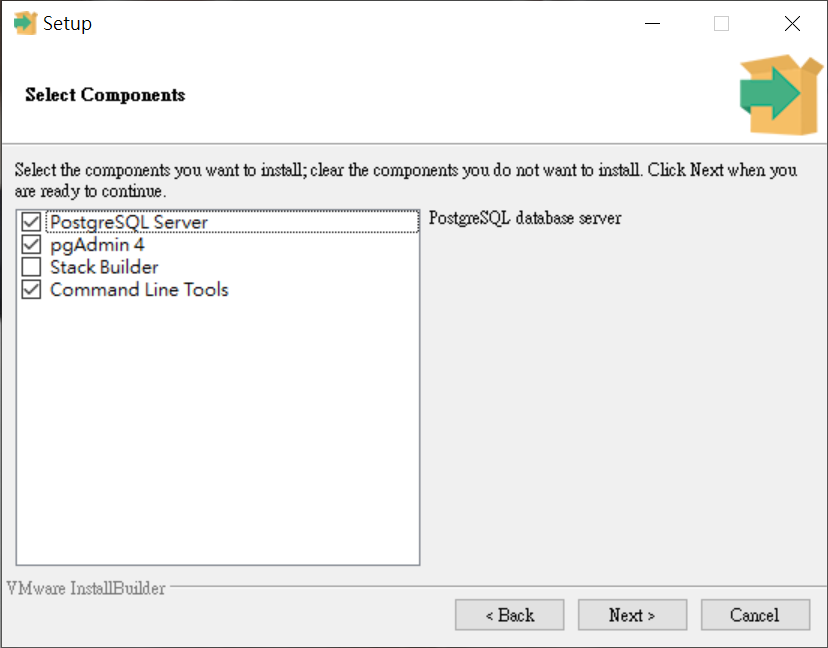 Setup
Select Components
Select the components you want to install; clear the components you do not want to install. Click Next when you
are ready to continue.
PostgreSQL Server
PostgreSQL database server
pgAdmin 4
Stack Builder
Command Line Tools
VMware InstallBuilder
< Back
Next >
Cancel